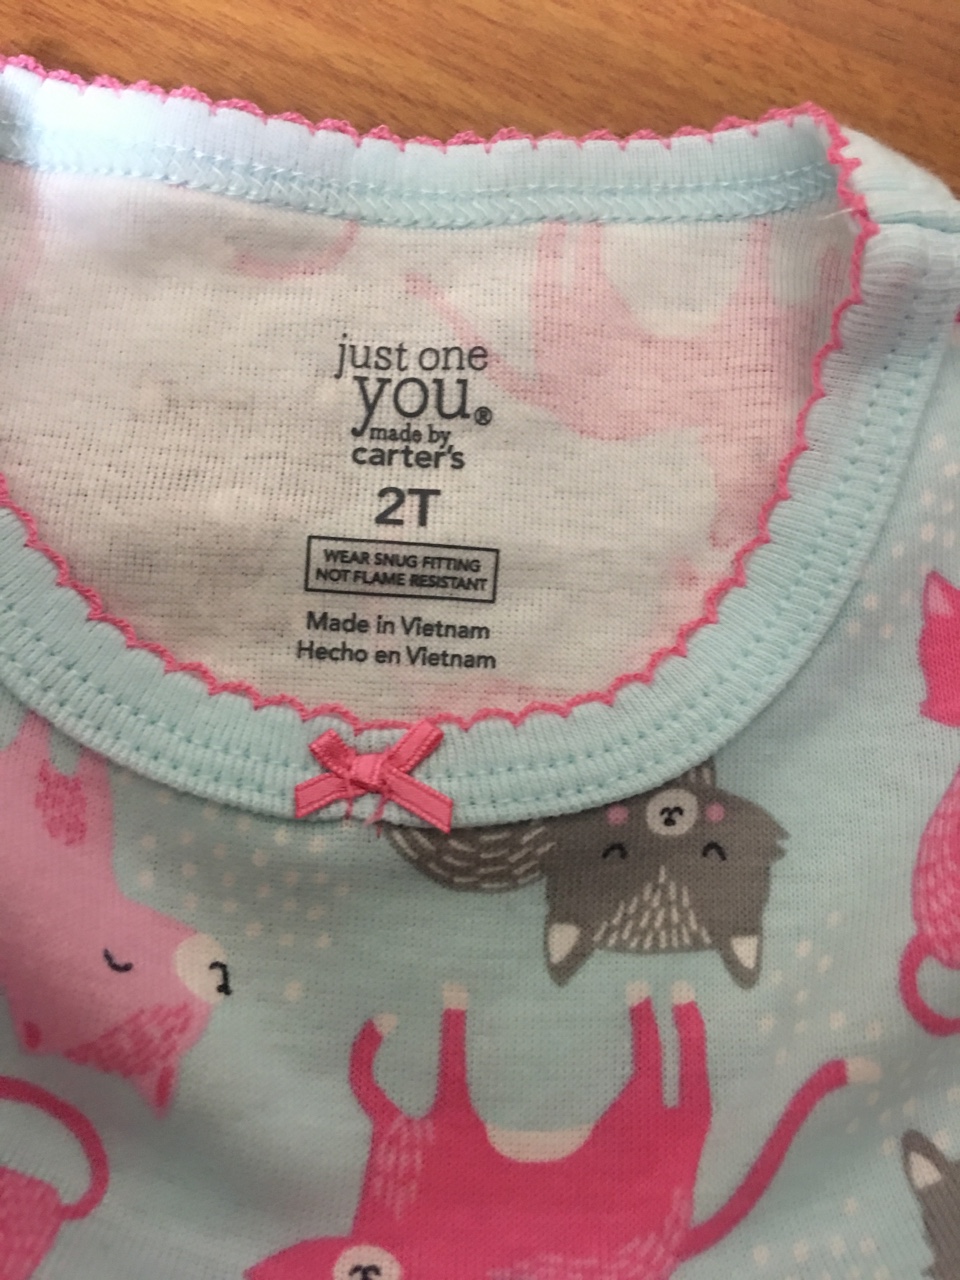 just one
you®
made by
carter's
2T
WEAR SNUG FITTING
NOT FLAME RESISTANT
Made in Vietnam
Hecho en Vietnam